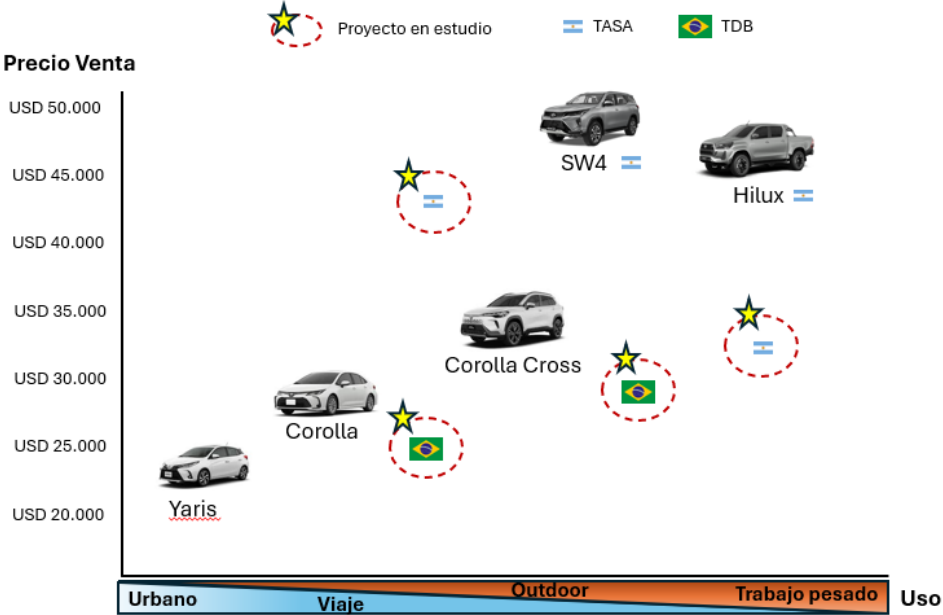 Proyecto en estudio
TASA
TDB
Precio Venta
USD 50.000
SW4
USD 45.000
Hilux
USD 40.000
USD 35.000
Corolla Cross
USD 30.000
Corolla
USD 25.000
Yaris
USD 20.000
Urbano
Viaje
Outdoor
Trabajo pesado
Uso